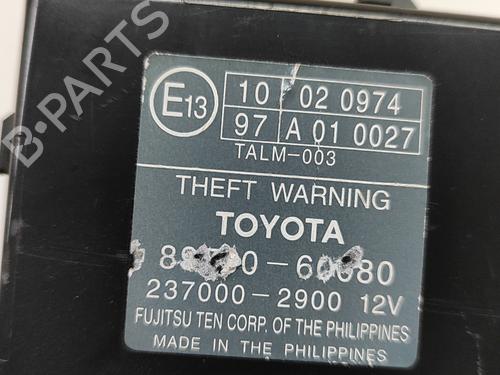 B-PARTS
E13
10 02 0974
97 A 01 0027
TALM-003
THEFT WARNING
TOYOTA
237000-2900 12V
FUJITSU TEN CORP. OF THE PHILIPPINES
MADE IN THE PHILIPPINES